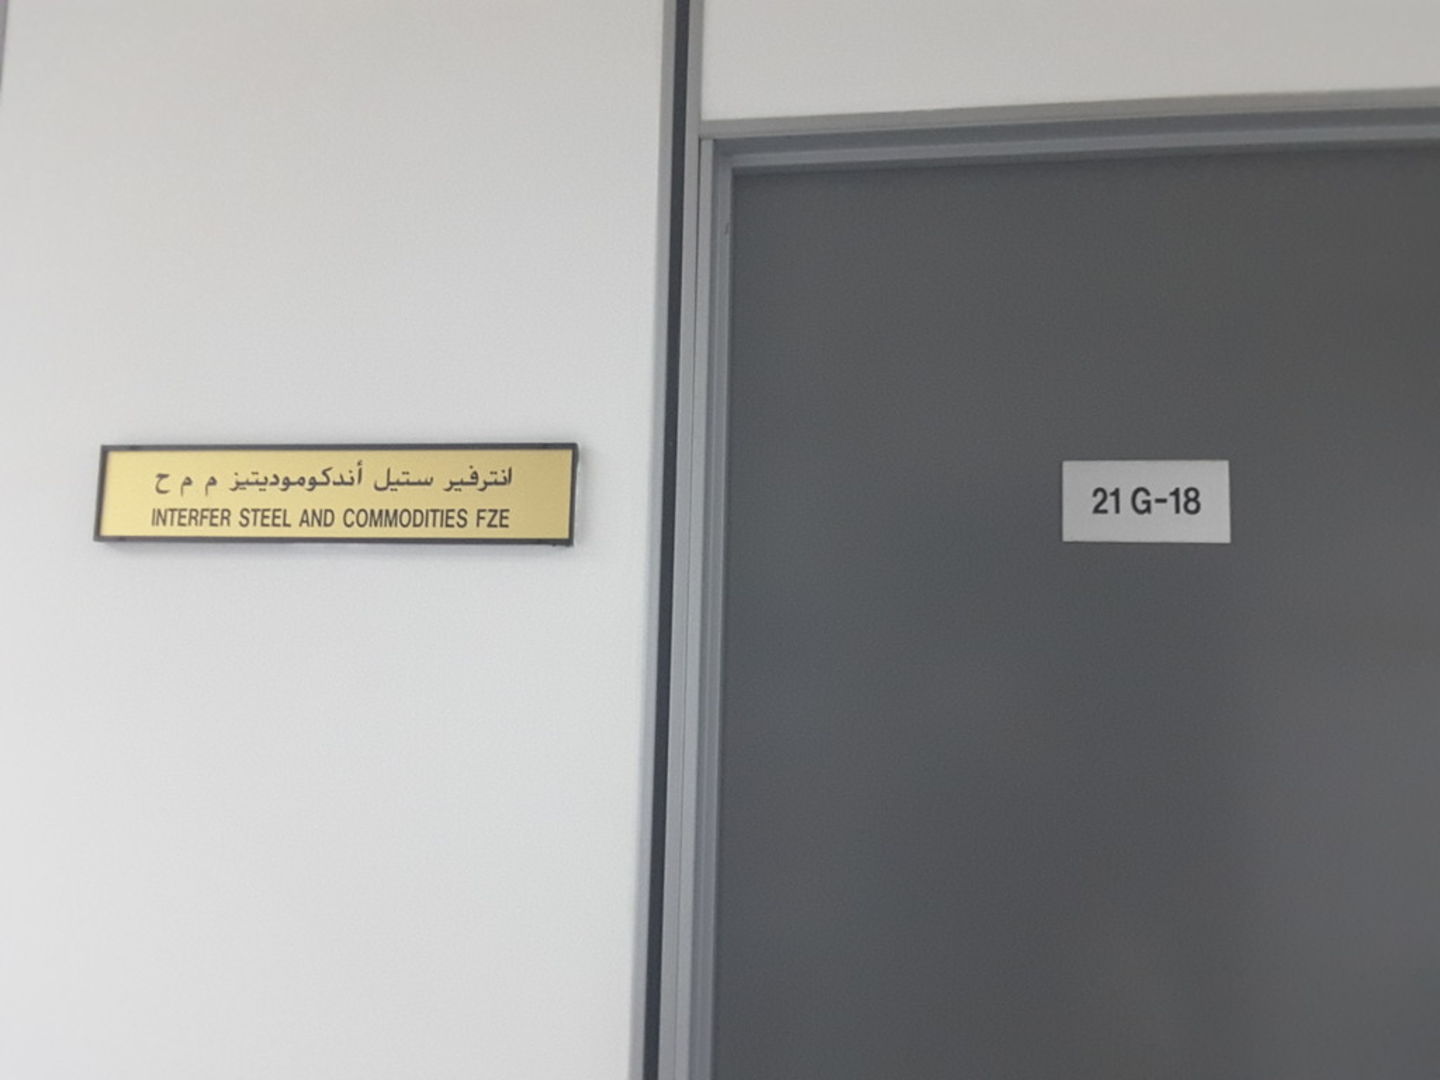 انترفير ستيل أندكوموديتيز م م ح
INTERFER STEEL AND COMMODITIES FZE
21 G-18